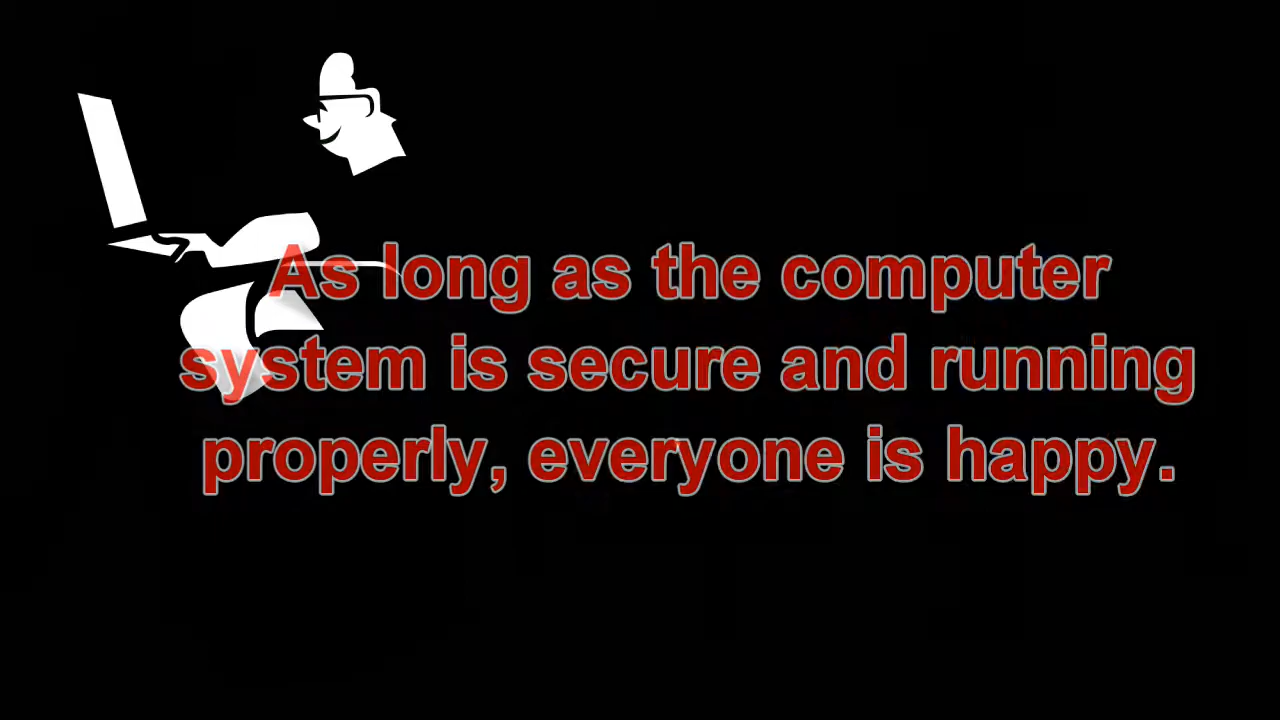 As long as the computer
system is secure and running
properly, everyone is happy.